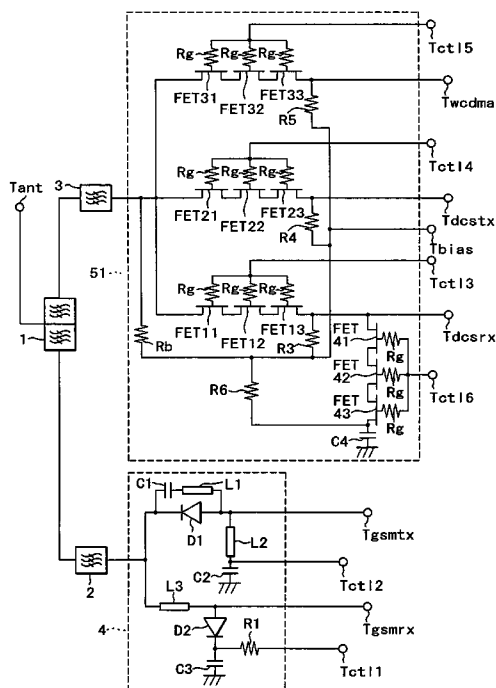 Tctl5
Rg Rg Rg
FET31 FET32 FET33
Twcdma
R5
Tctl4
3
Rg Rg Rg
Tant
FET21 FET22 FET23
Tdcstx
R4
Tbias
51
Tctl3
Rg Rg Rg
FET11 FET12 FET13
Tdcsrx
1
Rb
R3
FET
41
Rg
R6
FET
42
Rg
Tctl6
FET
43
Rg
C4
C1 L1
D1
Tgsmtx
L2
2
C2
Tctl2
L3
Tgsmrx
4
D2
R1
C3
Tctl1